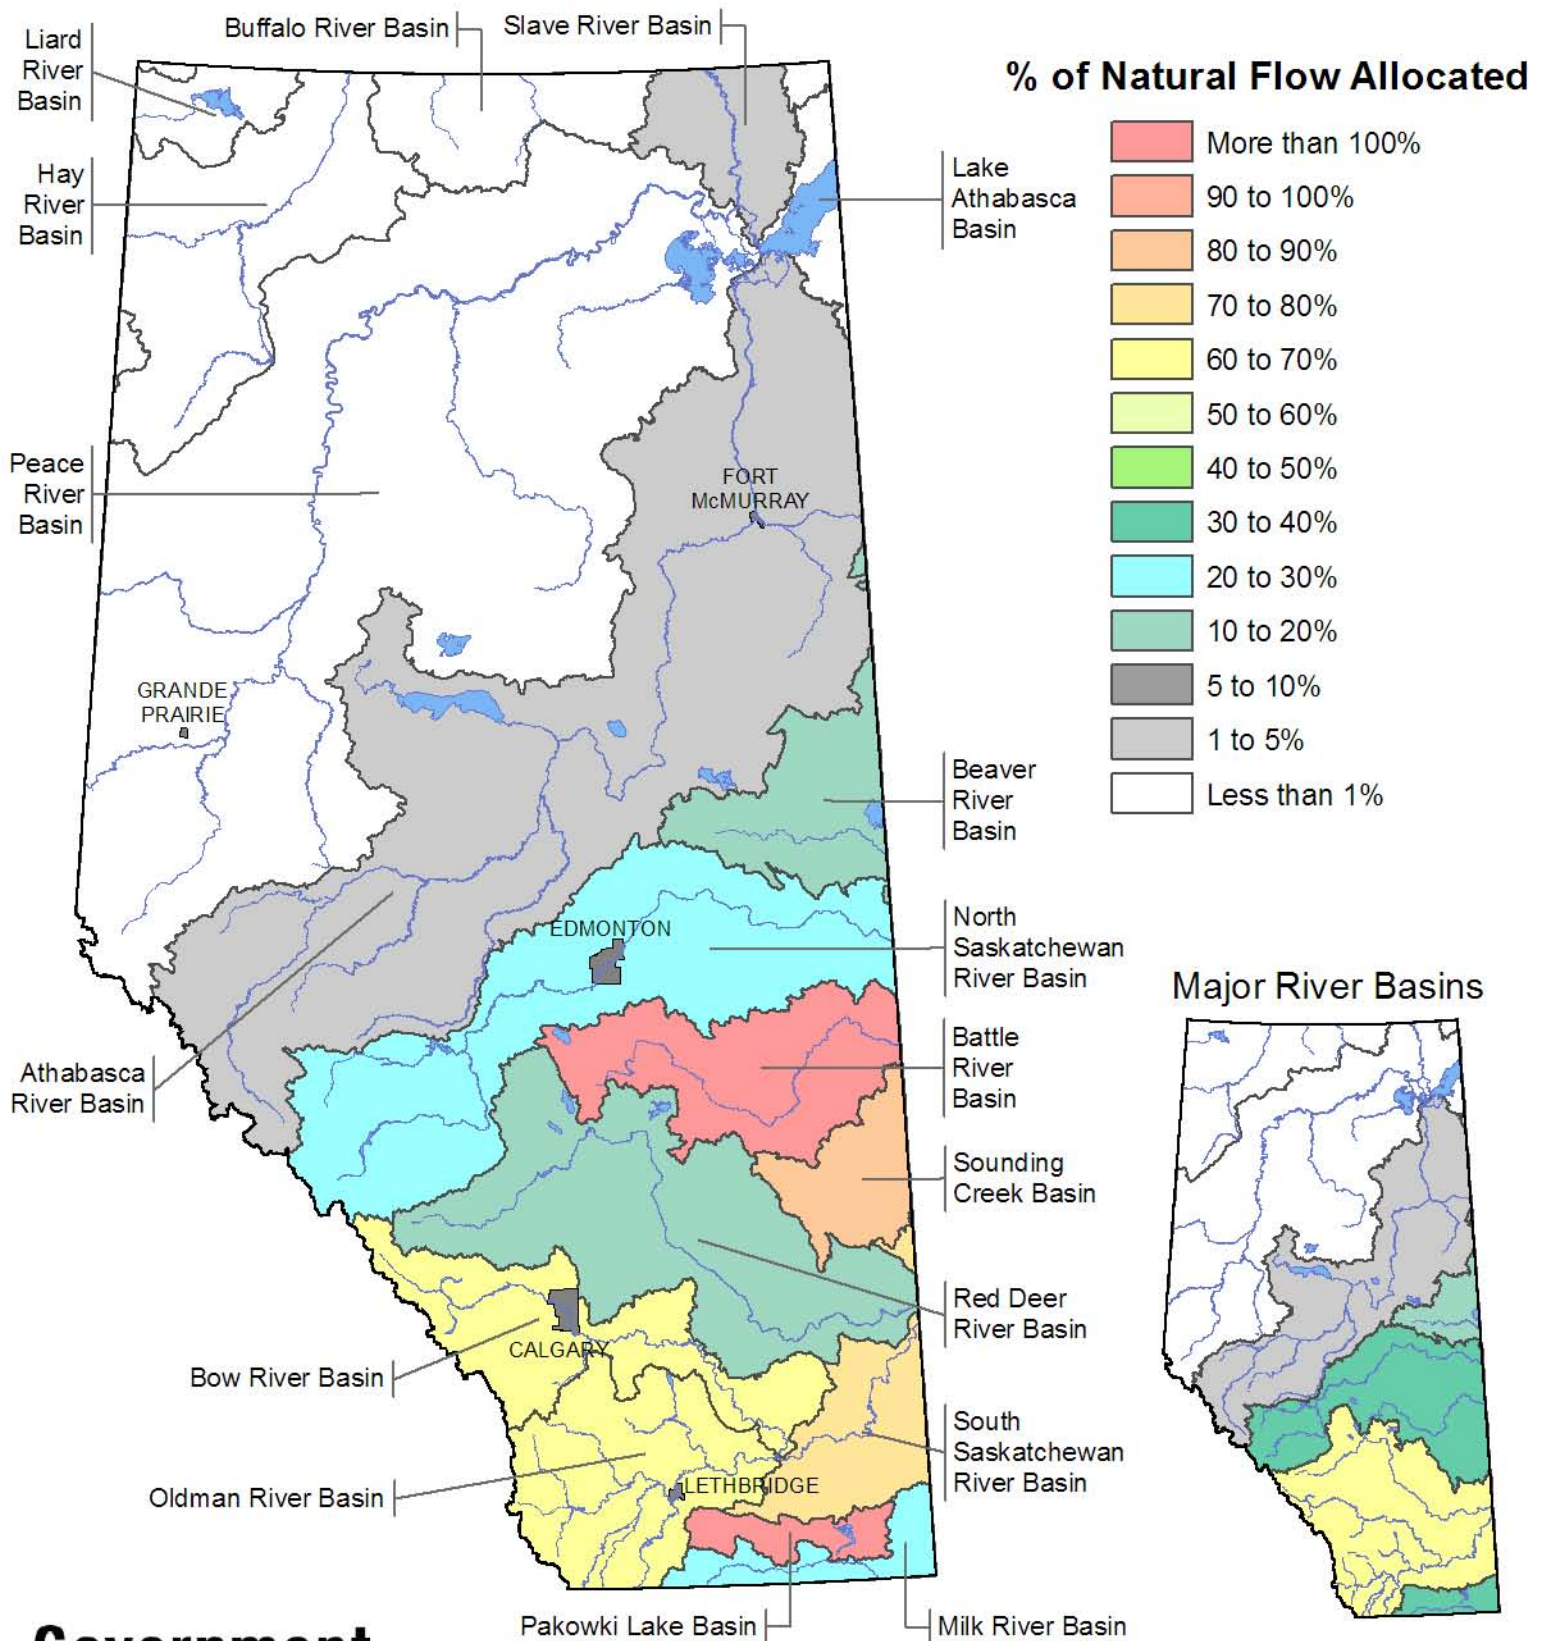 Buffalo River Basin
Slave River Basin
Liard
River
Basin
Hay
River
Basin
Peace
River
Basin
Athabasca
River Basin
Bow River Basin
Oldman River Basin
Pakowki Lake Basin
Milk River Basin
Lake
Athabasca
Basin
Beaver
River
Basin
North
Saskatchewan
River Basin
Battle
River
Basin
Sounding
Creek Basin
Red Deer
River Basin
South
Saskatchewan
River Basin
FORT
McMURRAY
GRANDE
PRAIRIE
EDMONTON
CALGARY
LETHBRIDGE
% of Natural Flow Allocated
More than 100%
90 to 100%
80 to 90%
70 to 80%
60 to 70%
50 to 60%
40 to 50%
30 to 40%
20 to 30%
10 to 20%
5 to 10%
1 to 5%
Less than 1%
Major River Basins
Government